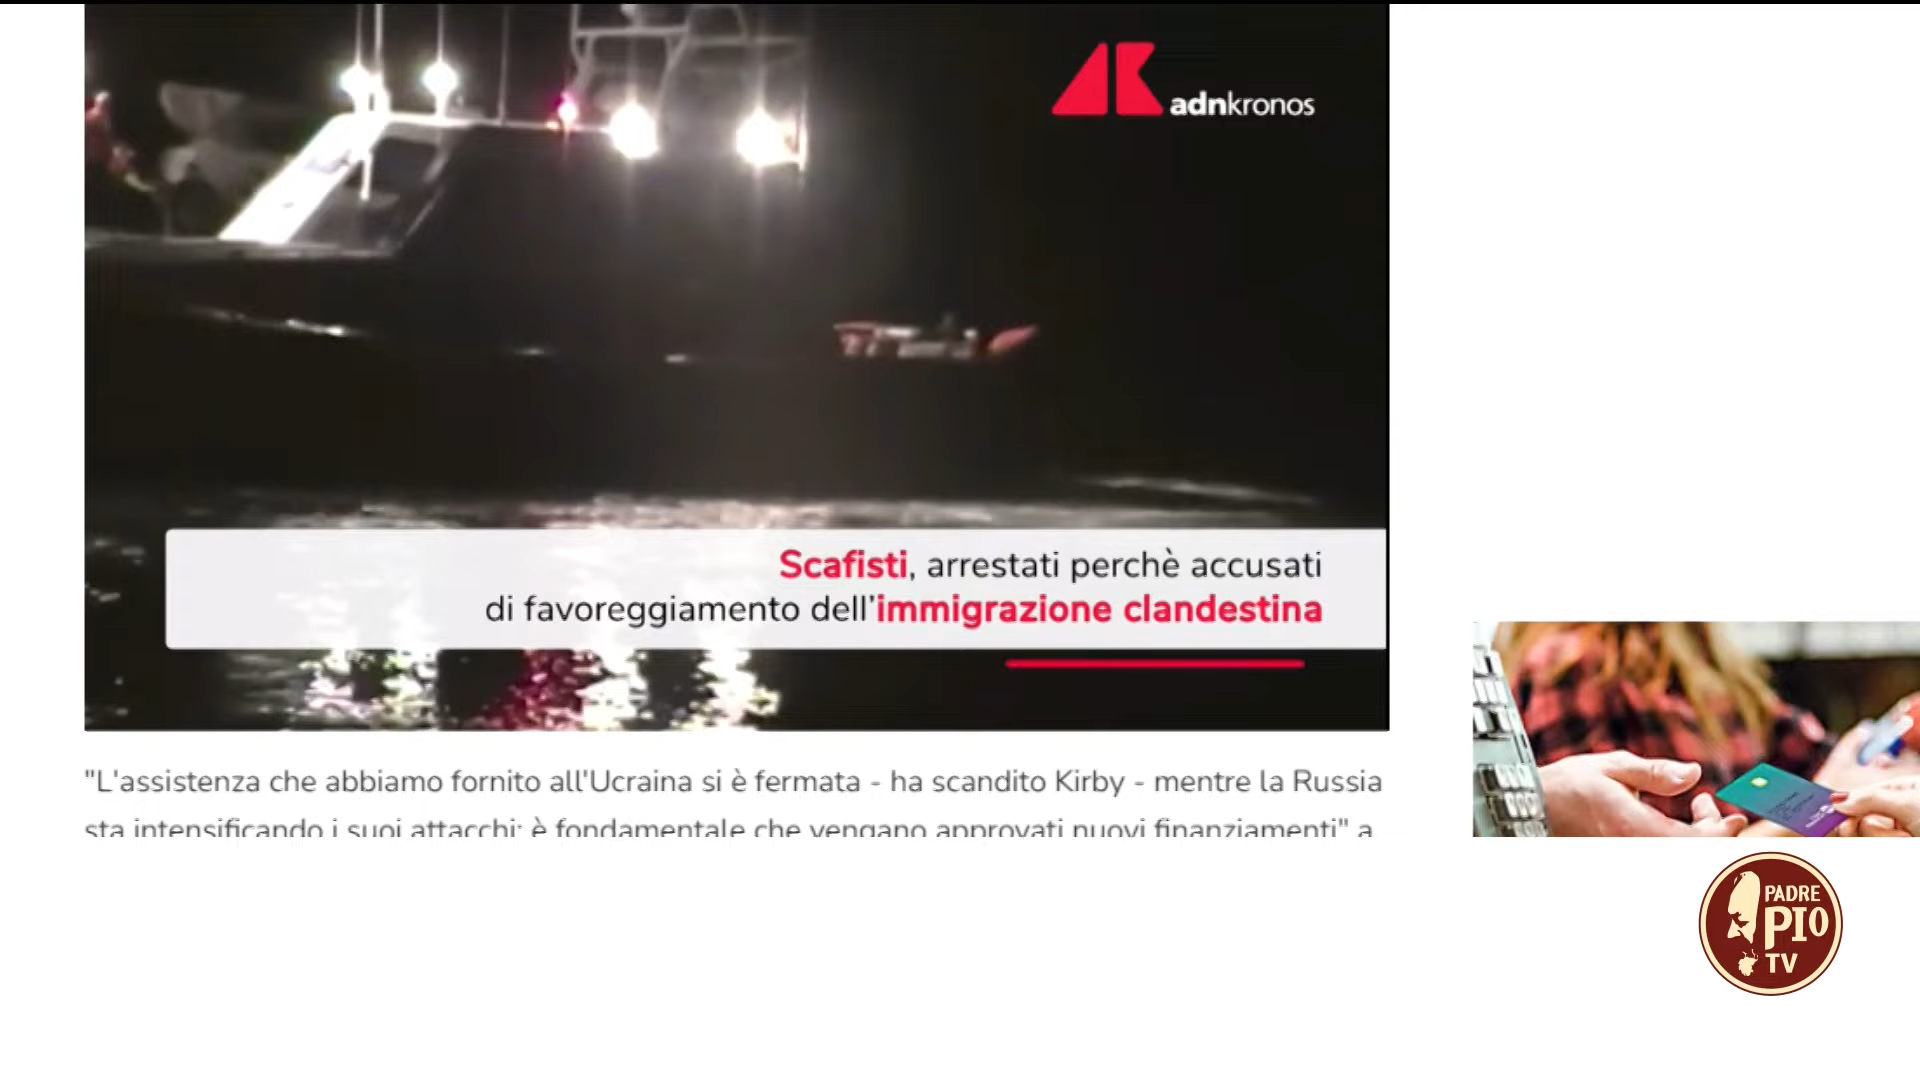 adnkronos
Scafisti, arrestati perchè accusati
di favoreggiamento dell'immigrazione clandestina
"L'assistenza che abbiamo fornito all'Ucraina si è fermata - ha scandito Kirby - mentre la Russia
sta intensificando i suoi attacchi: è fondamentale che vengano approvati nuovi finanziamenti" a
PADRE
PIO
TV